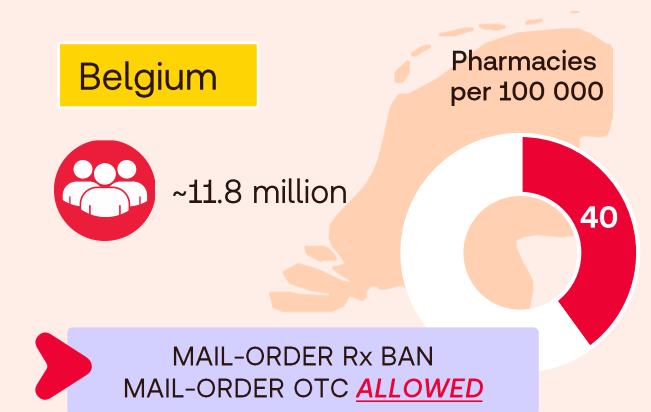 Belgium
Pharmacies
per 100 000
~11.8 million
40
MAIL-ORDER Rx BAN
MAIL-ORDER OTC ALLOWED